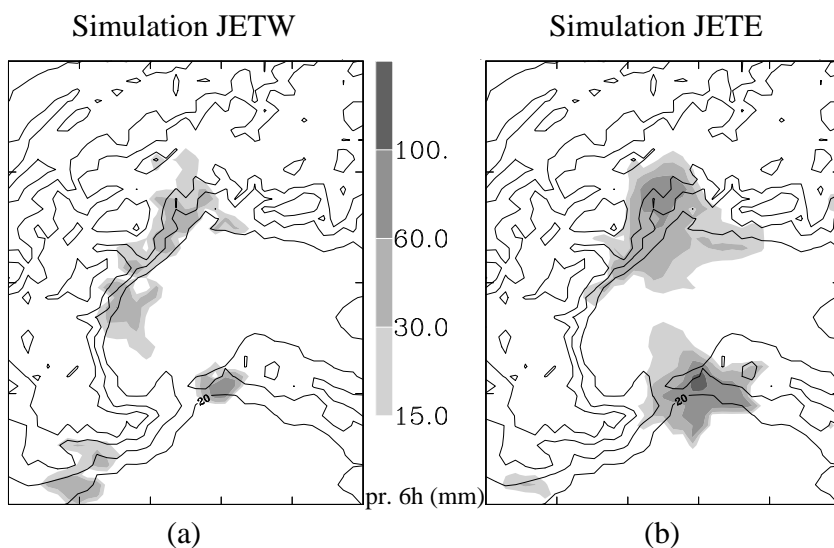 Simulation JETW
Simulation JETE
100.
60.0
30.0
15.0
20
20
pr. 6h (mm)
(a)
(b)